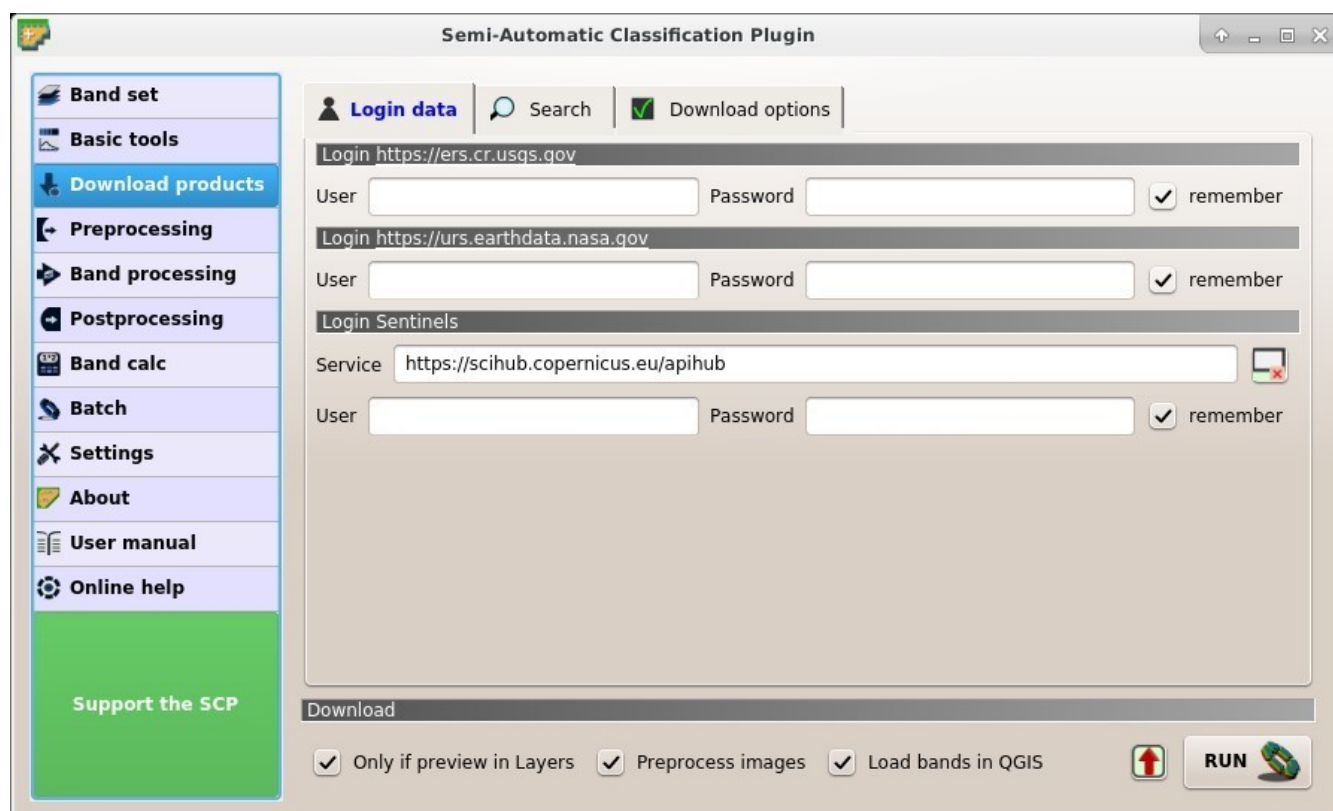 Semi-Automatic Classification Plugin
Band set
Basic tools
Download products
Preprocessing
Band processing
Postprocessing
Band calc
Batch
Settings
About
User manual
Online help
Support the SCP
Login data Search Download options
Login https://ers.cr.usgs.gov
User Password remember
Login https://urs.earthdata.nasa.gov
User Password remember
Login Sentinels
Service https://scihub.copernicus.eu/apihub
User Password remember
Download
Only if preview in Layers Preprocess images Load bands in QGIS RUN